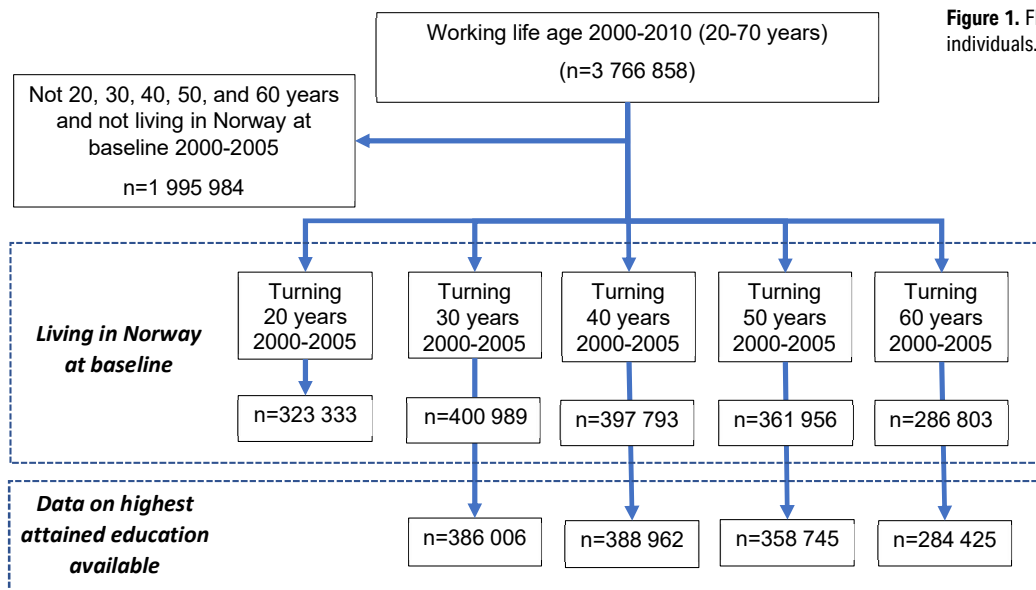 Figure 1. F
individuals.
Working life age 2000-2010 (20-70 years)
(n=3 766 858)
Not 20, 30, 40, 50, and 60 years
and not living in Norway at
baseline 2000-2005
n=1 995 984
Living in Norway
at baseline
Turning
20 years
2000-2005
Turning
30 years
2000-2005
Turning
40 years
2000-2005
Turning
50 years
2000-2005
Turning
60 years
2000-2005
n=323 333
n=400 989
n=397 793
n=361 956
n=286 803
Data on highest
attained education
available
n=386 006
n=388 962
n=358 745
n=284 425